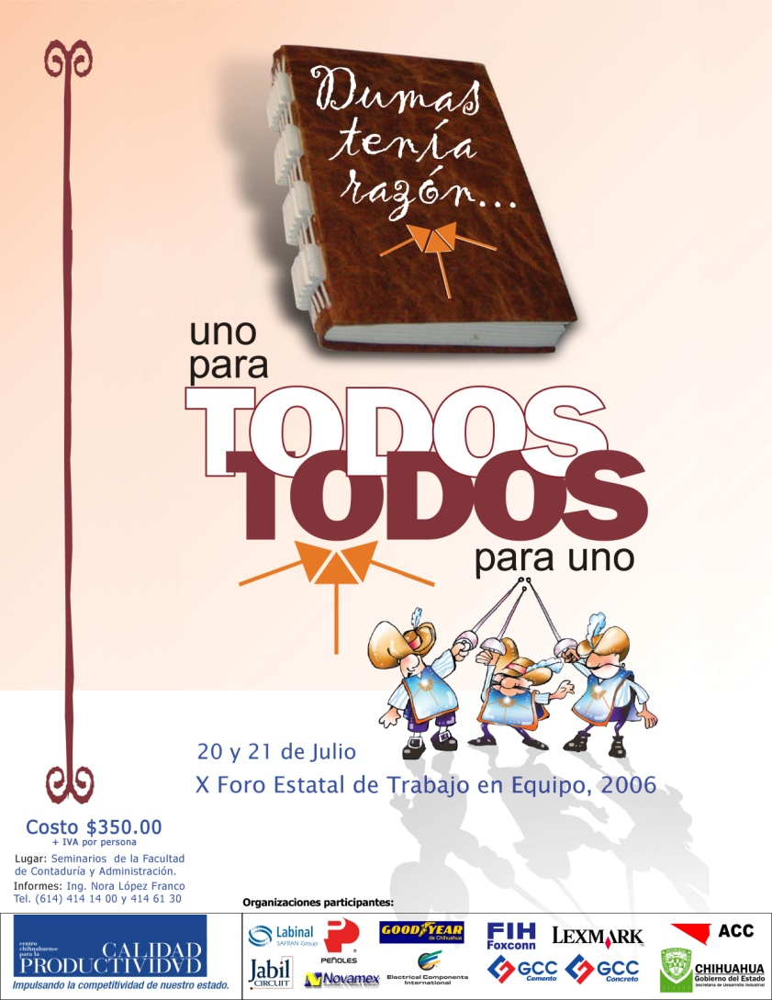 Dumas
tenía
razón...
uno
para
TODOS
TODOS
para uno
20 y 21 de Julio
X Foro Estatal de Trabajo en Equipo, 2006
Costo $350.00
+ IVA por persona
Lugar: Seminarios de la Facultad
de Contaduría y Administración.
Informes: Ing. Nora López Franco
Tel. (614) 414 14 00 y 414 61 30
Organizaciones participantes:
centro
chihuahuense
para la
CALIDAD
PRODUCTIVIDVD
Impulsando la competitividad de nuestro estado.
Labinal
SAFRAN Group
PEÑOLES
GOODYEAR
de Chihuahua
FIH
Foxconn
LEXMARK
ACC
Jabil
CIRCUIT
Novamex
Electrical Components
International
GCC
Cemento
GCC
Concreto
CHIHUAHUA
Gobierno del Estado
Secretaría de Desarrollo Industrial